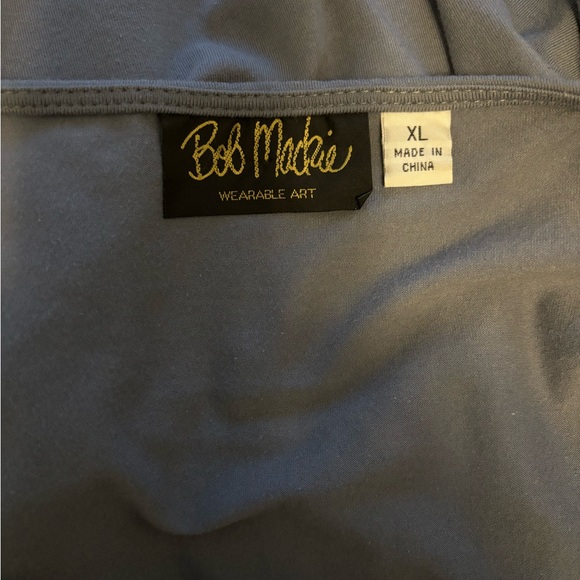 Bob Mackie
WEARABLE ART
XL
MADE IN
CHINA